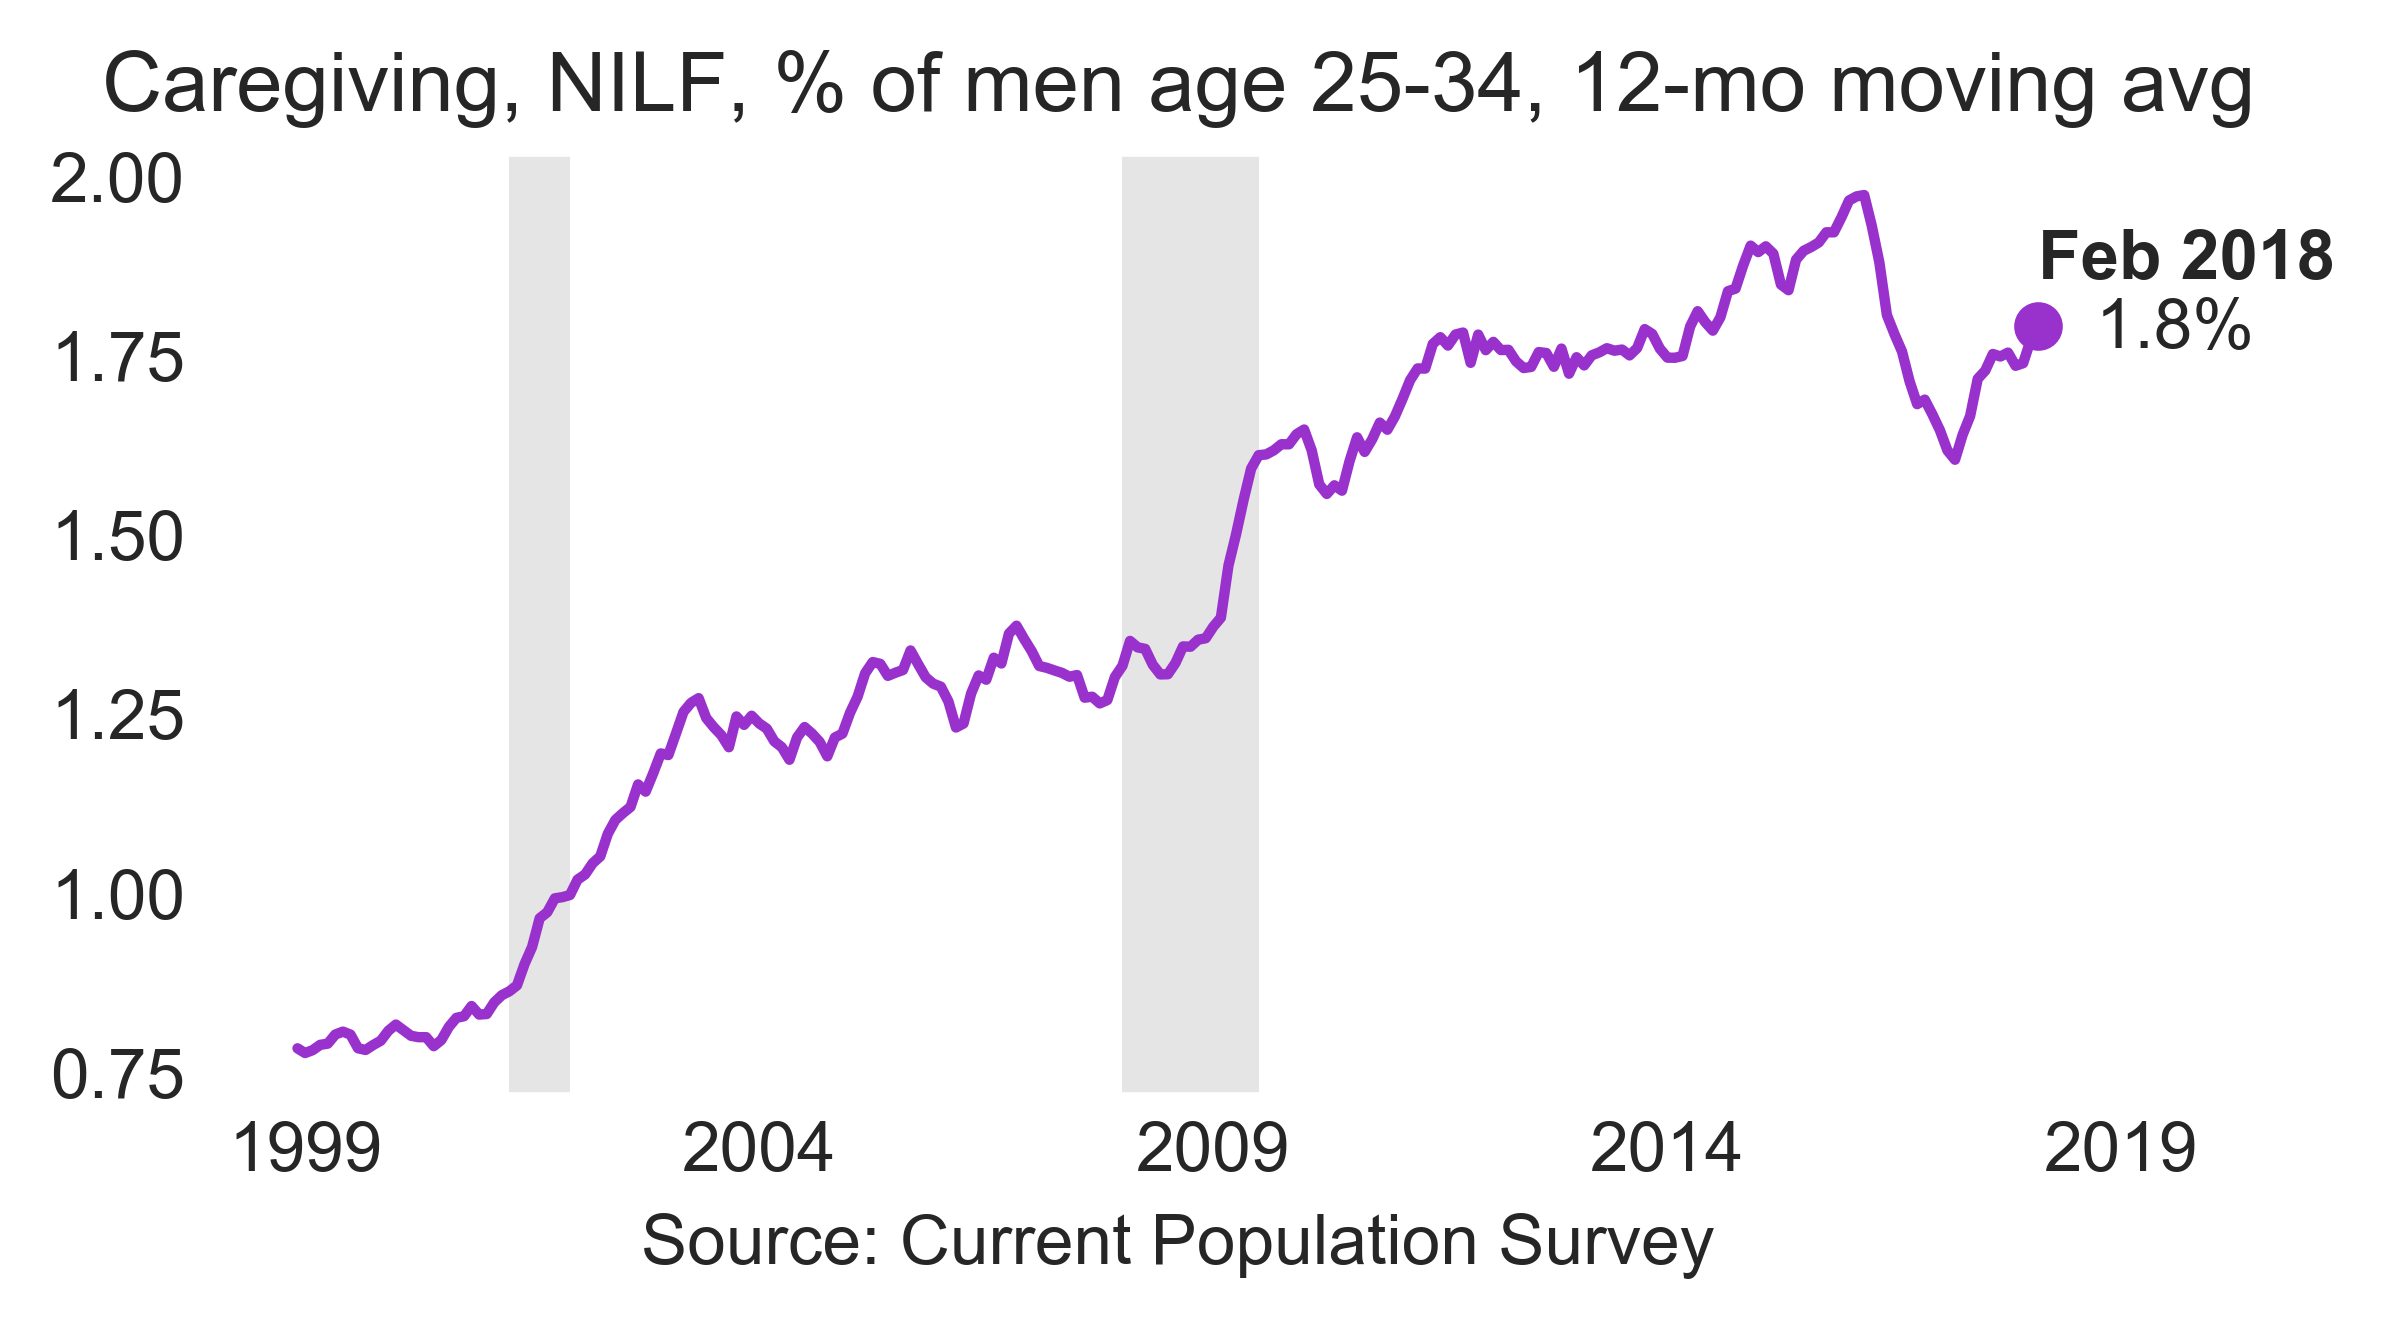 Caregiving, NILF, % of men age 25-34, 12-mo moving avg
2.00
Feb 2018
1.8%
1.75
1.50
1.25
1.00
0.75
1999 2004 2009 2014 2019
Source: Current Population Survey